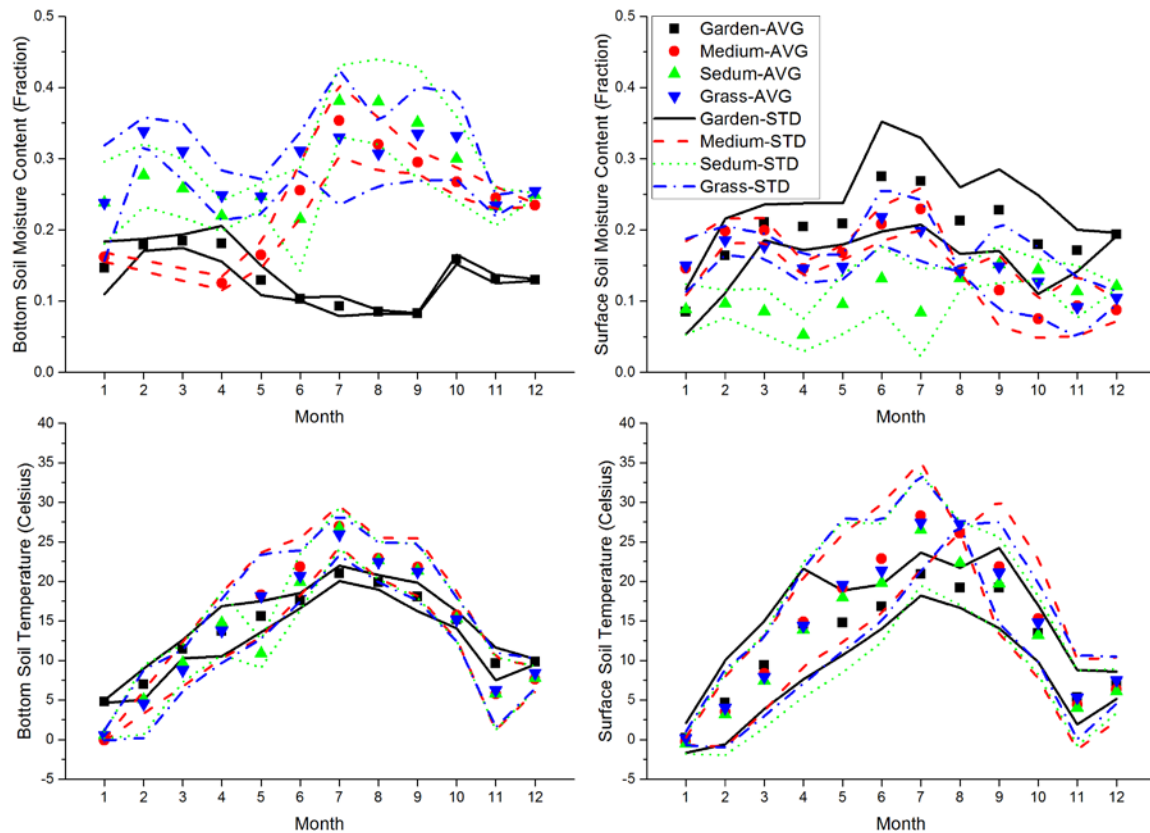 Bottom Soil Moisture Content (Fraction)
0.5
0.4
0.3
0.2
0.1
0.0
1 2 3 4 5 6 7 8 9 10 11 12
Month
Surface Soil Moisture Content (Fraction)
0.5
0.4
0.3
0.2
0.1
0.0
1 2 3 4 5 6 7 8 9 10 11 12
Month
Garden-AVG
Medium-AVG
Sedum-AVG
Grass-AVG
Garden-STD
Medium-STD
Sedum-STD
Grass-STD
Bottom Soil Temperature (Celsius)
40
35
30
25
20
15
10
5
0
-5
1 2 3 4 5 6 7 8 9 10 11 12
Month
Surface Soil Temperature (Celsius)
40
35
30
25
20
15
10
5
0
-5
1 2 3 4 5 6 7 8 9 10 11 12
Month